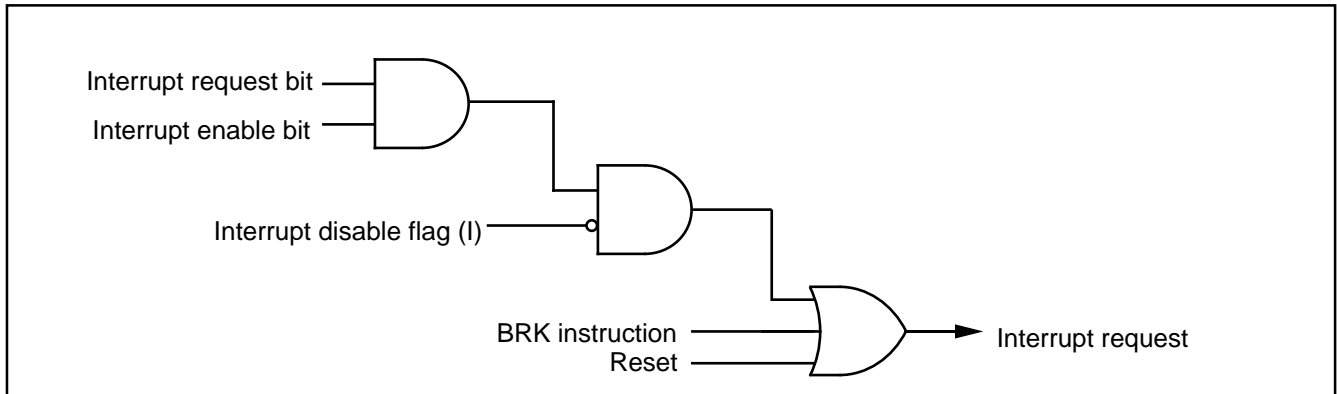 Interrupt request bit
Interrupt enable bit
Interrupt disable flag (I)
BRK instruction
Reset
Interrupt request